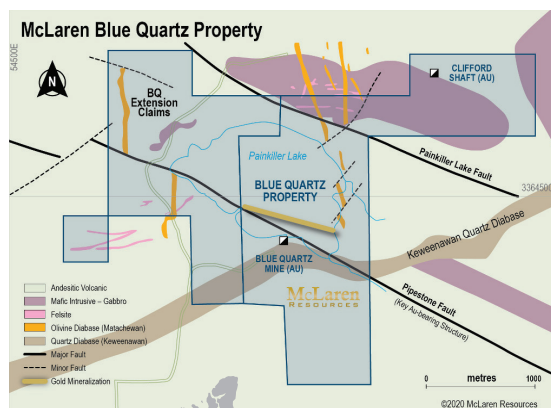 McLaren Blue Quartz Property
54500E
N
BQ
Extension
Claims
CLIFFORD
SHAFT (AU)
Painkiller Lake
Painkiller Lake Fault
BLUE QUARTZ
PROPERTY
3364500
Keweenawan Quartz Diabase
BLUE QUARTZ
MINE (AU)
McLaren
RESOURCES
Pipestone Fault
(Key Au-bearing Structure)
Andesitic Volcanic
Mafic Intrusive – Gabbro
Felsite
Olivine Diabase (Matachewan)
Quartz Diabase (Keweenawan)
Major Fault
Minor Fault
Gold Mineralization
0 metres 1000
©2020 McLaren Resources